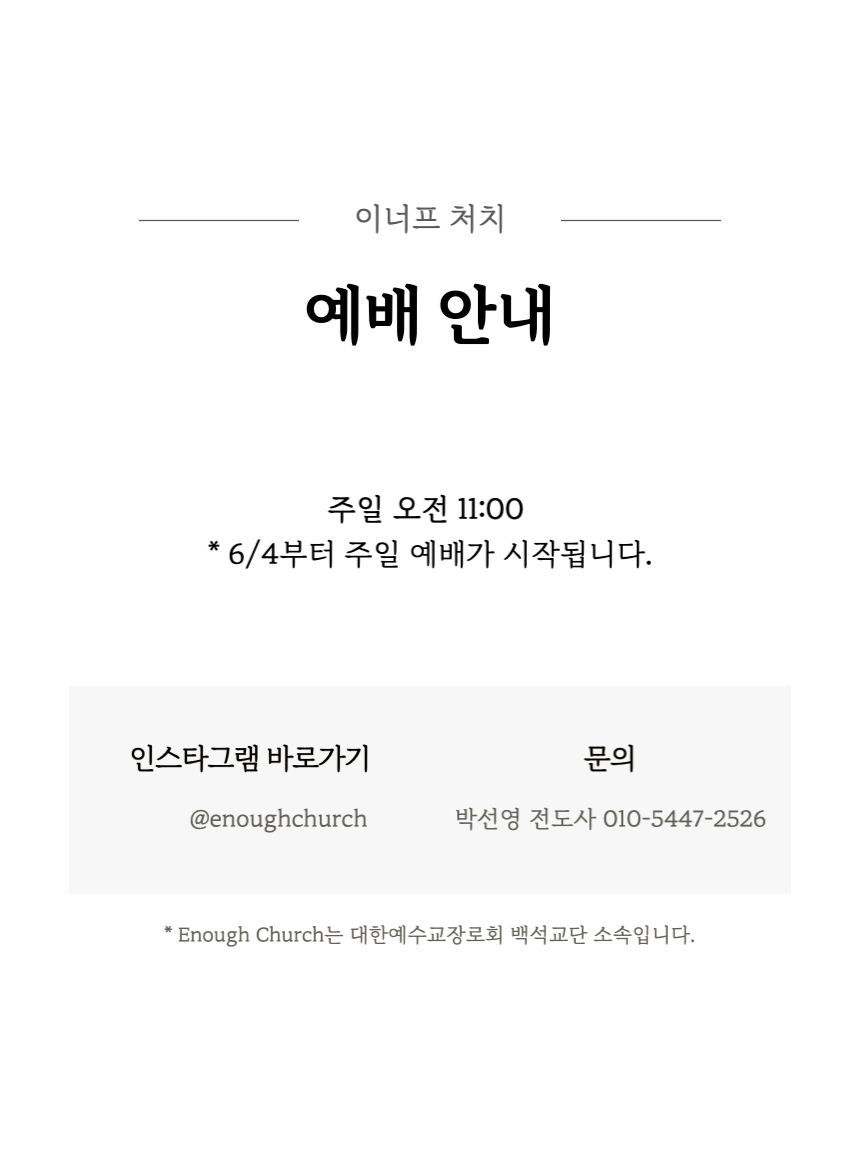 이너프 처치
예배 안내
주일 오전 11:00
* 6/4부터 주일 예배가 시작됩니다.
인스타그램 바로가기
@enoughchurch
문의
박선영 전도사 010-5447-2526
* Enough Church는 대한예수교장로회 백석교단 소속입니다.